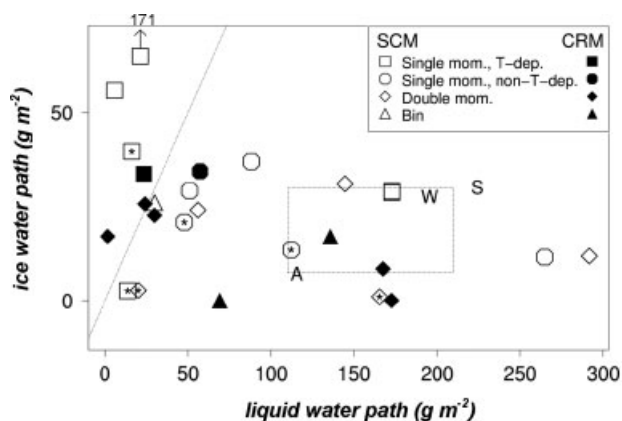 171
SCM CRM
Single mom., T-dep.
Single mom., non-T-dep.
Double mom.
Bin
50
0
W
S
A
0 50 100 150 200 250 300
ice water path (g m⁻²)
liquid water path (g m⁻²)